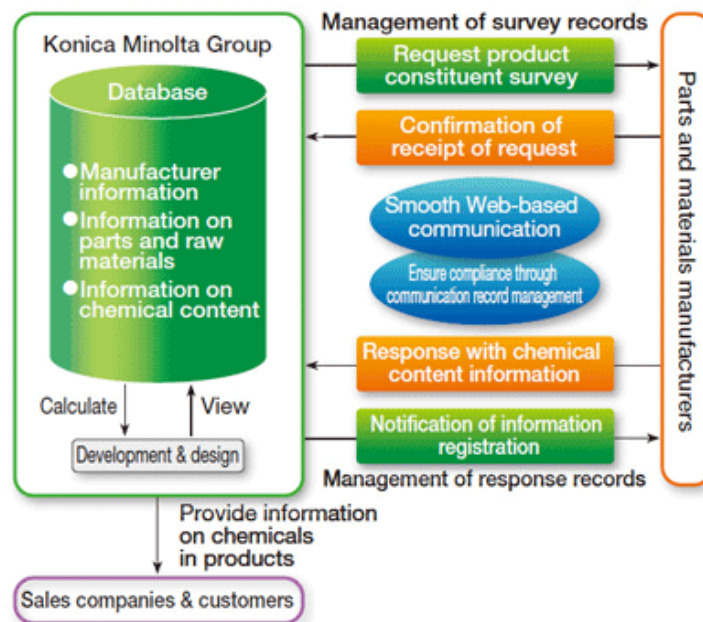 Konica Minolta Group
Database
●Manufacturer
information
●Information on
parts and raw
materials
●Information on
chemical content
Calculate
View
Development & design
Provide information
on chemicals
in products
Sales companies & customers
Management of survey records
Request product
constituent survey
Confirmation of
receipt of request
Smooth Web-based
communication
Ensure compliance through
communication record management
Response with chemical
content information
Notification of information
registration
Management of response records
Parts and materials manufacturers